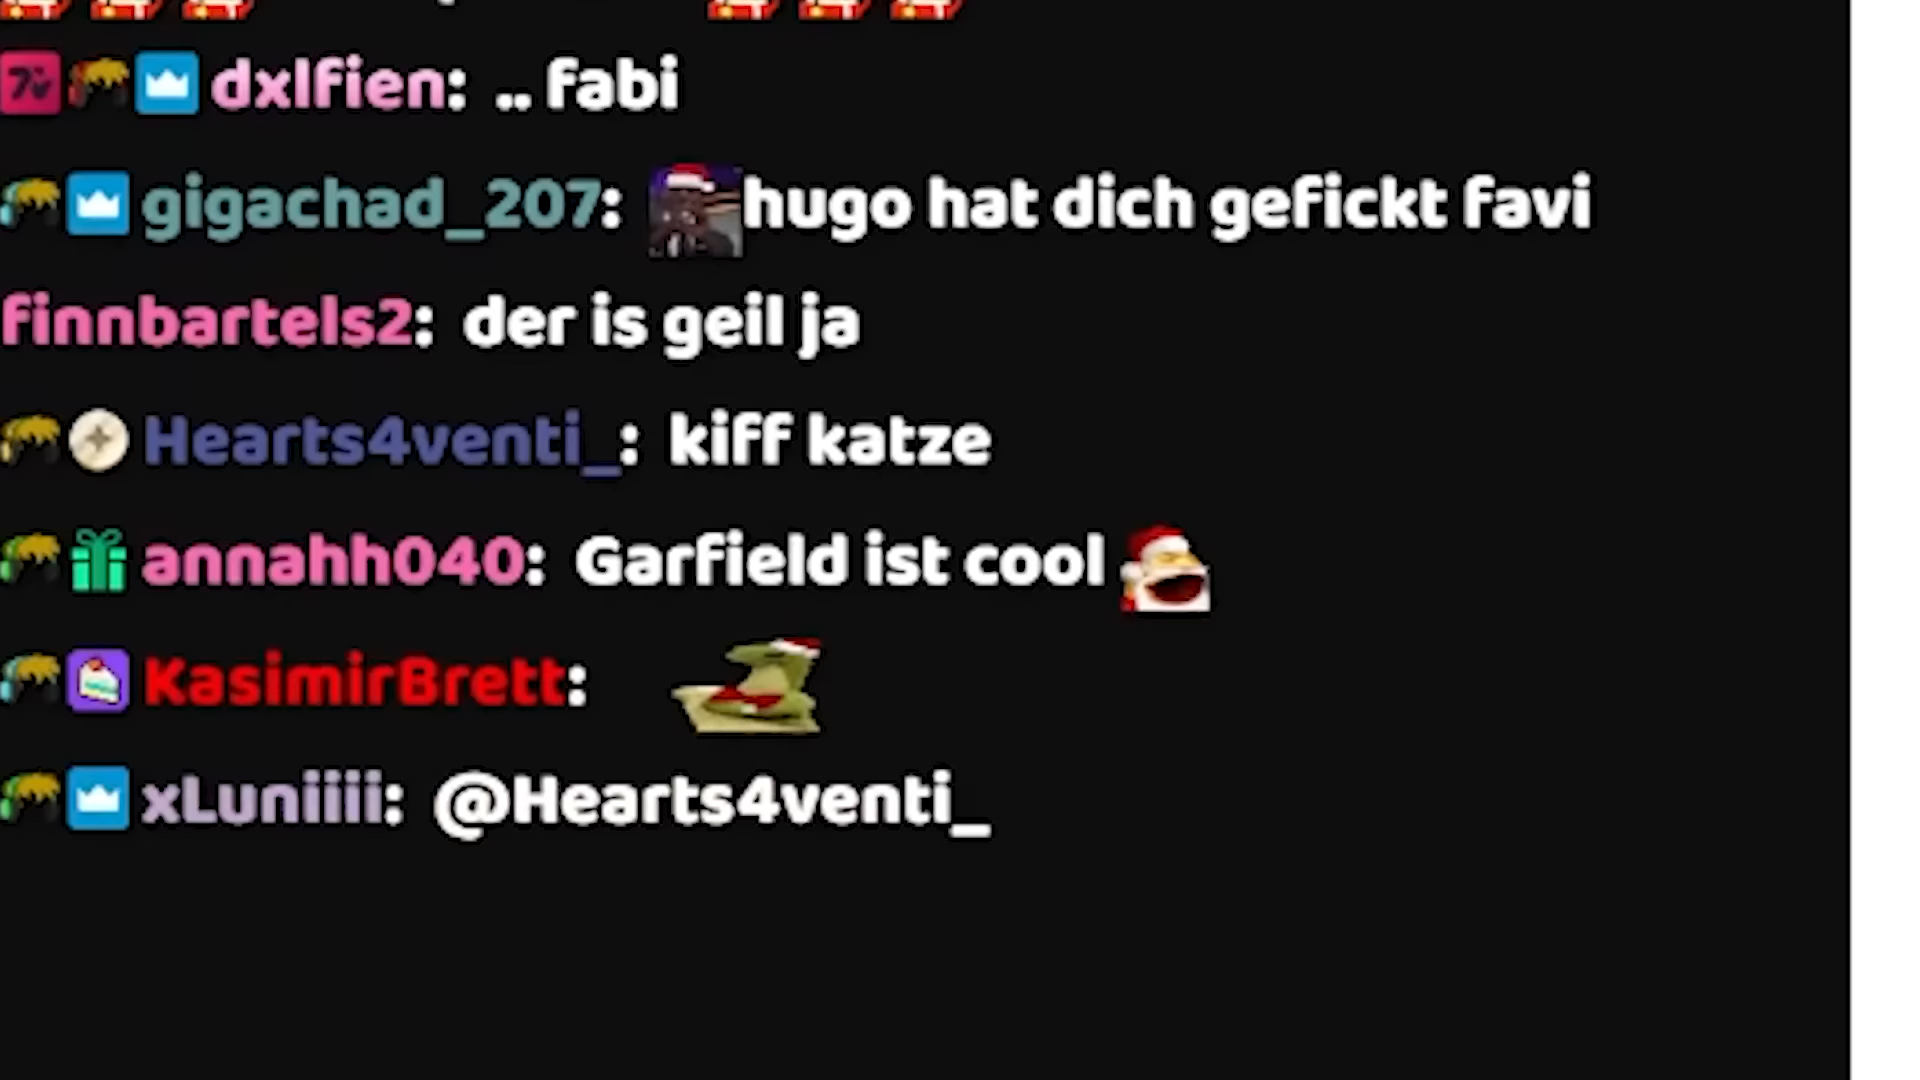 dxlfien: .. fabi
gigachad_207: hugo hat dich gefickt favi
finnbartels2: der is geil ja
Hearts4venti_: kiff katze
annahh040: Garfield ist cool
KasimirBrett:
xLuniiii: @Hearts4venti_